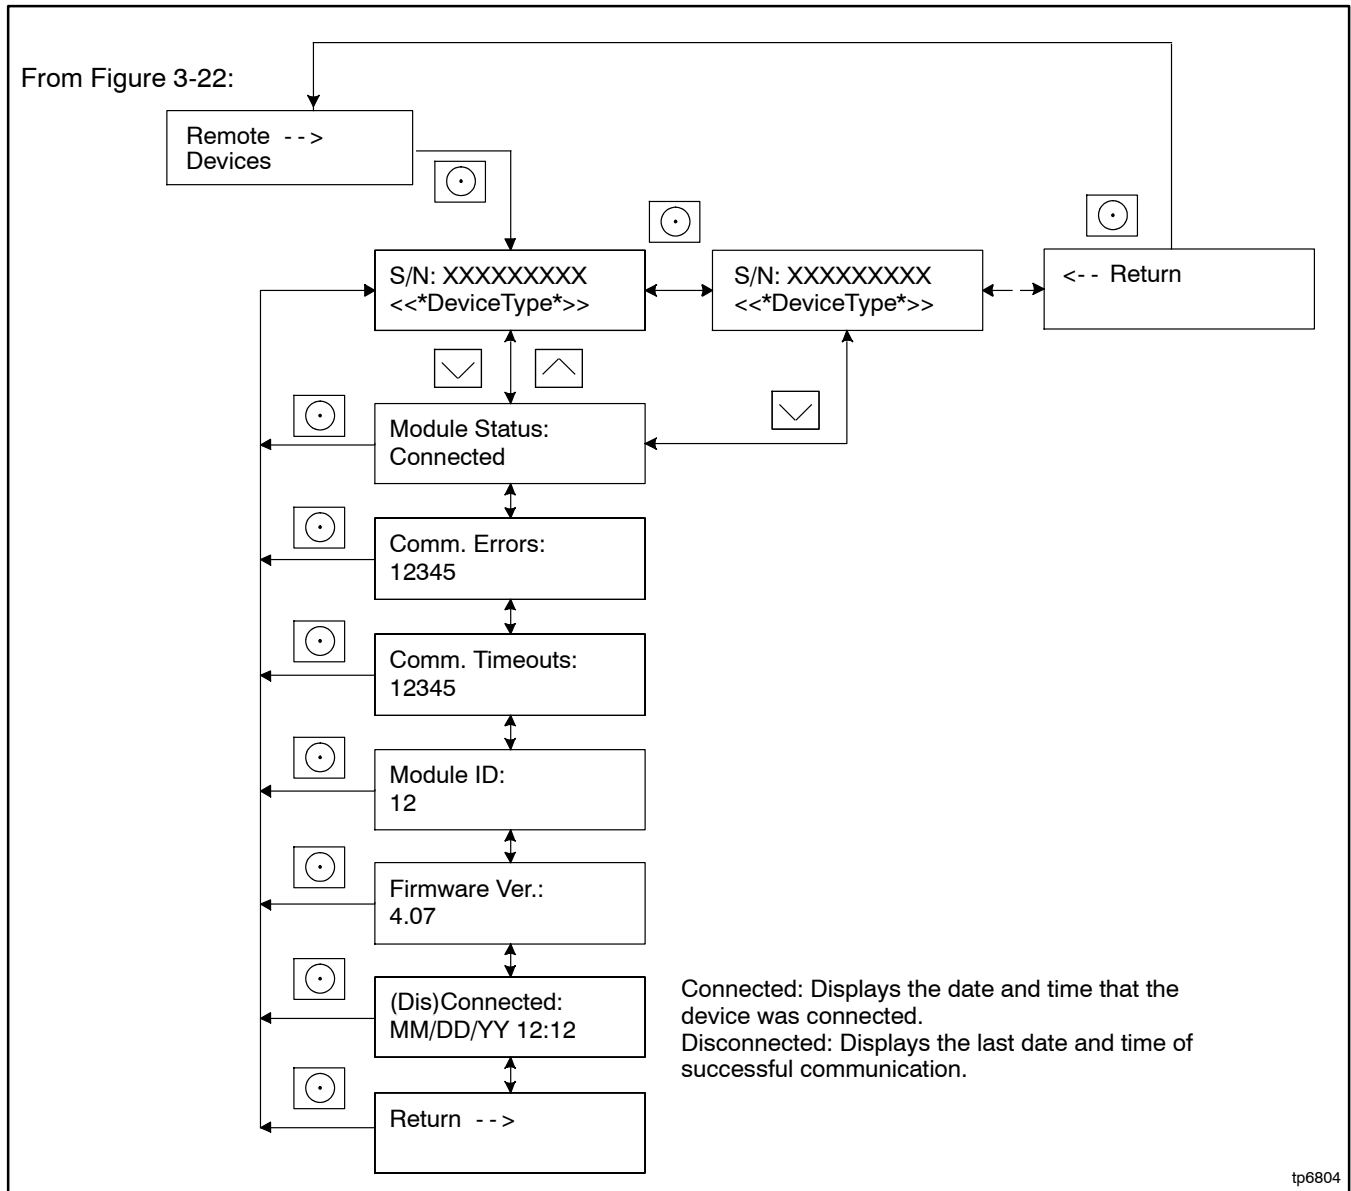 From Figure 3-22:
Remote - ->
Devices
S/N: XXXXXXXXX
<<*DeviceType*>>
S/N: XXXXXXXXX
<<*DeviceType*>>
<- - Return
Module Status:
Connected
Comm. Errors:
12345
Comm. Timeouts:
12345
Module ID:
12
Firmware Ver.:
4.07
(Dis)Connected:
MM/DD/YY 12:12
Connected: Displays the date and time that the
device was connected.
Disconnected: Displays the last date and time of
successful communication.
Return - ->
tp6804